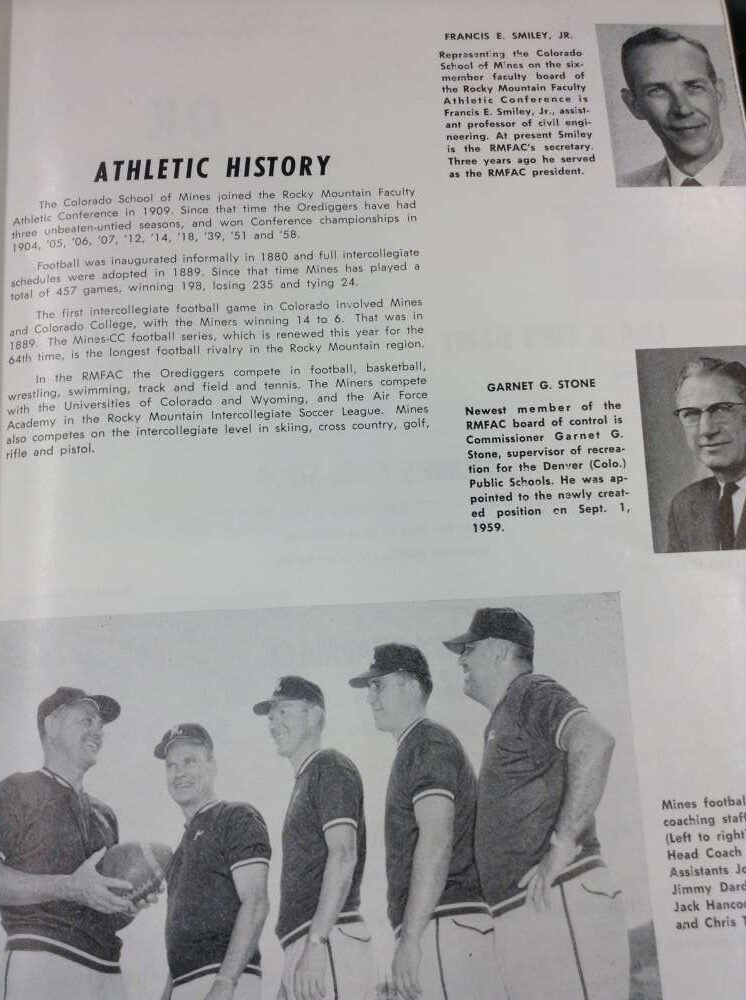 FRANCIS E. SMILEY, JR.
Representing the Colorado
School of Mines on the six-
member faculty board of
the Rocky Mountain Faculty
Athletic Conference is
Francis E. Smiley, Jr., assist-
ant professor of civil engi-
neering. At present Smiley
is the RMFAC's secretary.
Three years ago he served
as the RMFAC president.
ATHLETIC HISTORY
The Colorado School of Mines joined the Rocky Mountain Faculty
Athletic Conference in 1909. Since that time the Orediggers have had
three unbeaten-untied seasons, and won Conference championships in
1904, '05, '06, '07, '12, '14, '18, '39, '51 and '58.
Football was inaugurated informally in 1880 and full intercollegiate
schedules were adopted in 1889. Since that time Mines has played a
total of 457 games, winning 198, losing 235 and tying 24.
The first intercollegiate football game in Colorado involved Mines
and Colorado College, with the Miners winning 14 to 6. That was in
1889. The Mines-CC football series, which is renewed this year for the
64th time, is the longest football rivalry in the Rocky Mountain region.
In the RMFAC the Orediggers compete in football, basketball,
wrestling, swimming, track and field and tennis. The Miners compete
with the Universities of Colorado and Wyoming, and the Air Force
Academy in the Rocky Mountain Intercollegiate Soccer League. Mines
also competes on the intercollegiate level in skiing, cross country, golf,
rifle and pistol.
GARNET G. STONE
Newest member of the
RMFAC board of control is
Commissioner Garnet G.
Stone, supervisor of recrea-
tion for the Denver (Colo.)
Public Schools. He was ap-
pointed to the newly creat-
ed position on Sept. 1,
1959.
Mines footbal
coaching staff
(Left to right)
Head Coach
Assistants Jo
Jimmy Dard
Jack Hanco
and Chris